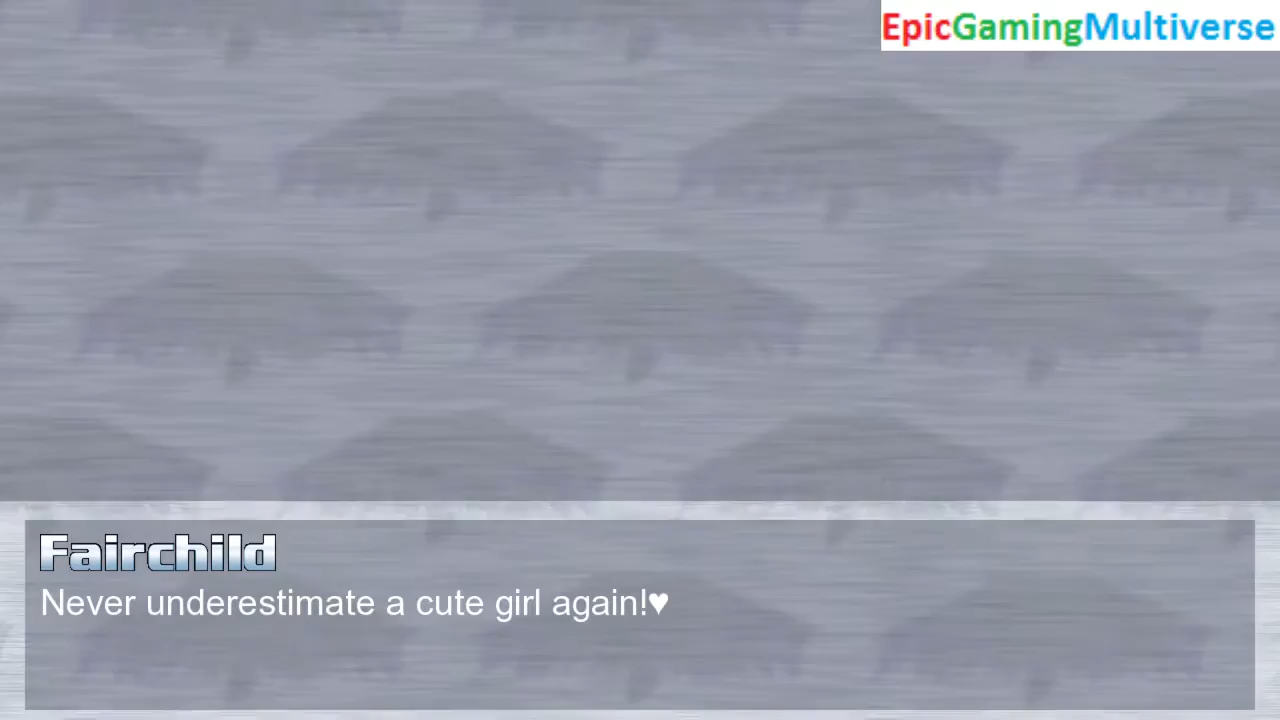 EpicGamingMultiverse
Fairchild
Never underestimate a cute girl again!♥